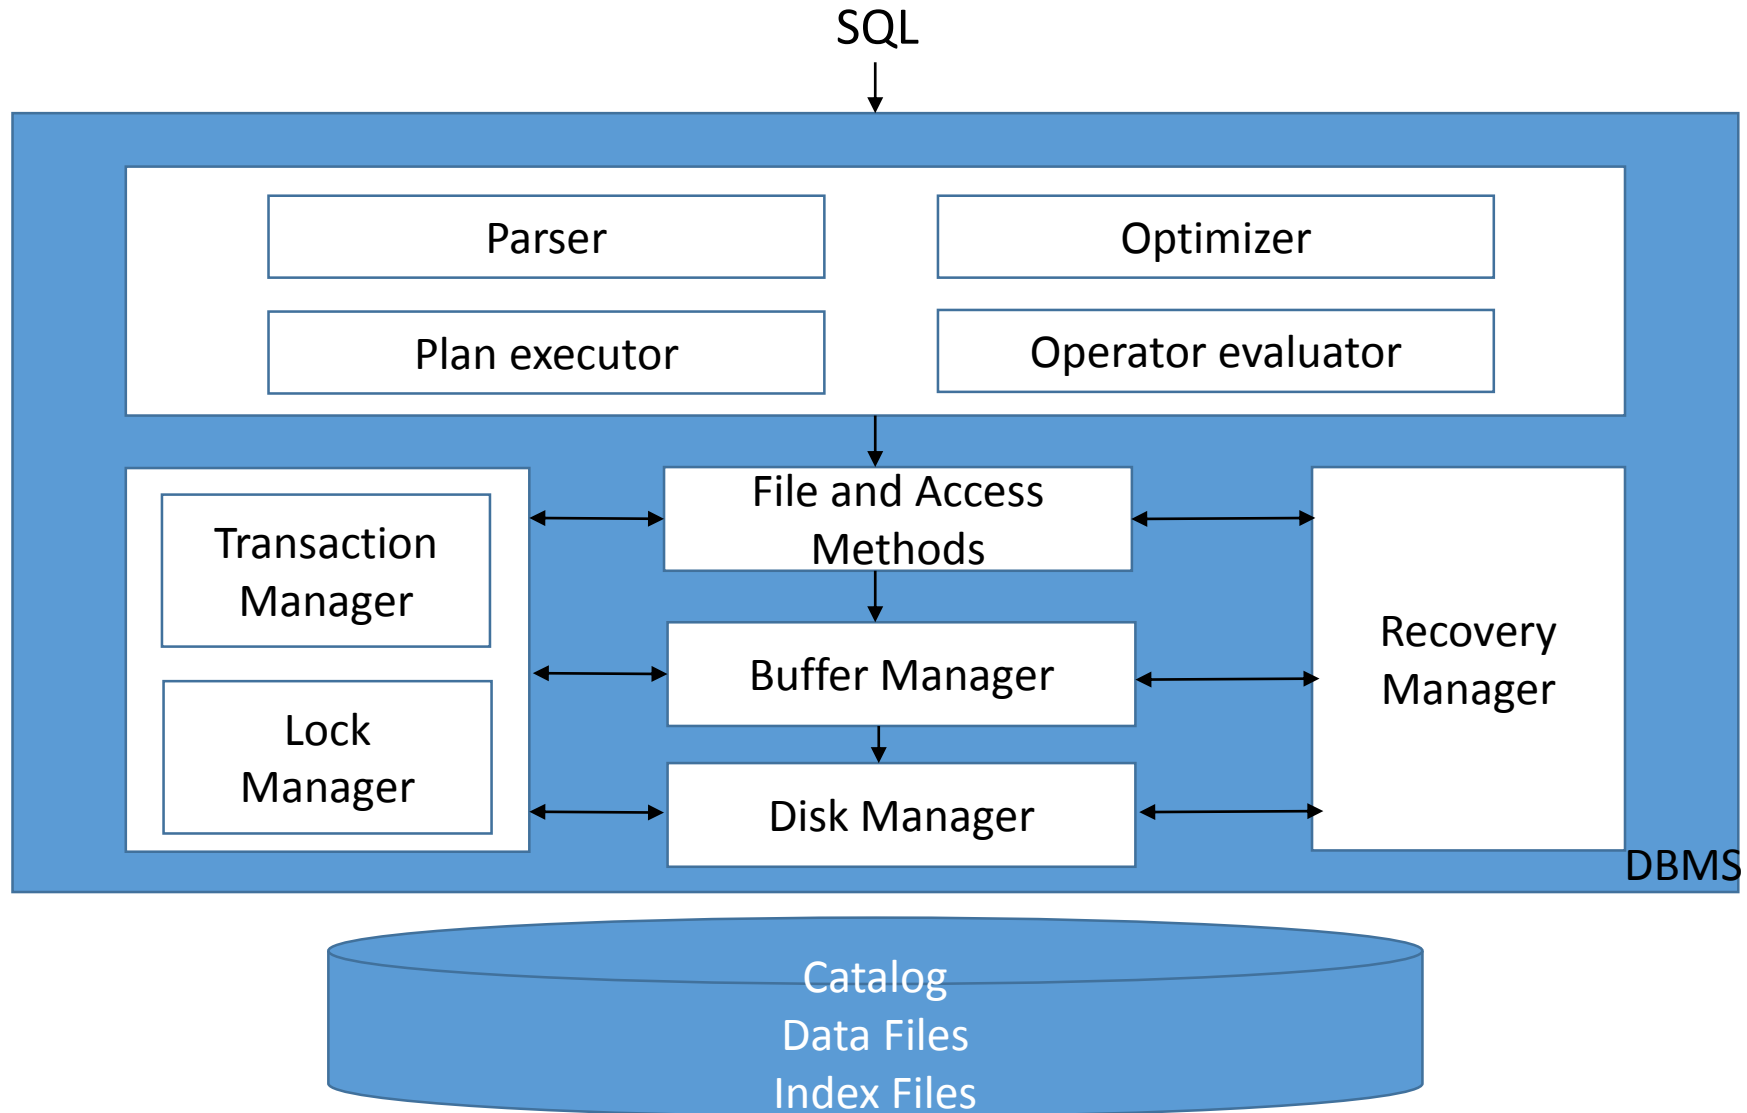 SQL
Parser
Optimizer
Plan executor
Operator evaluator
Transaction
Manager
Lock
Manager
File and Access
Methods
Buffer Manager
Disk Manager
Recovery
Manager
DBMS
Catalog
Data Files
Index Files